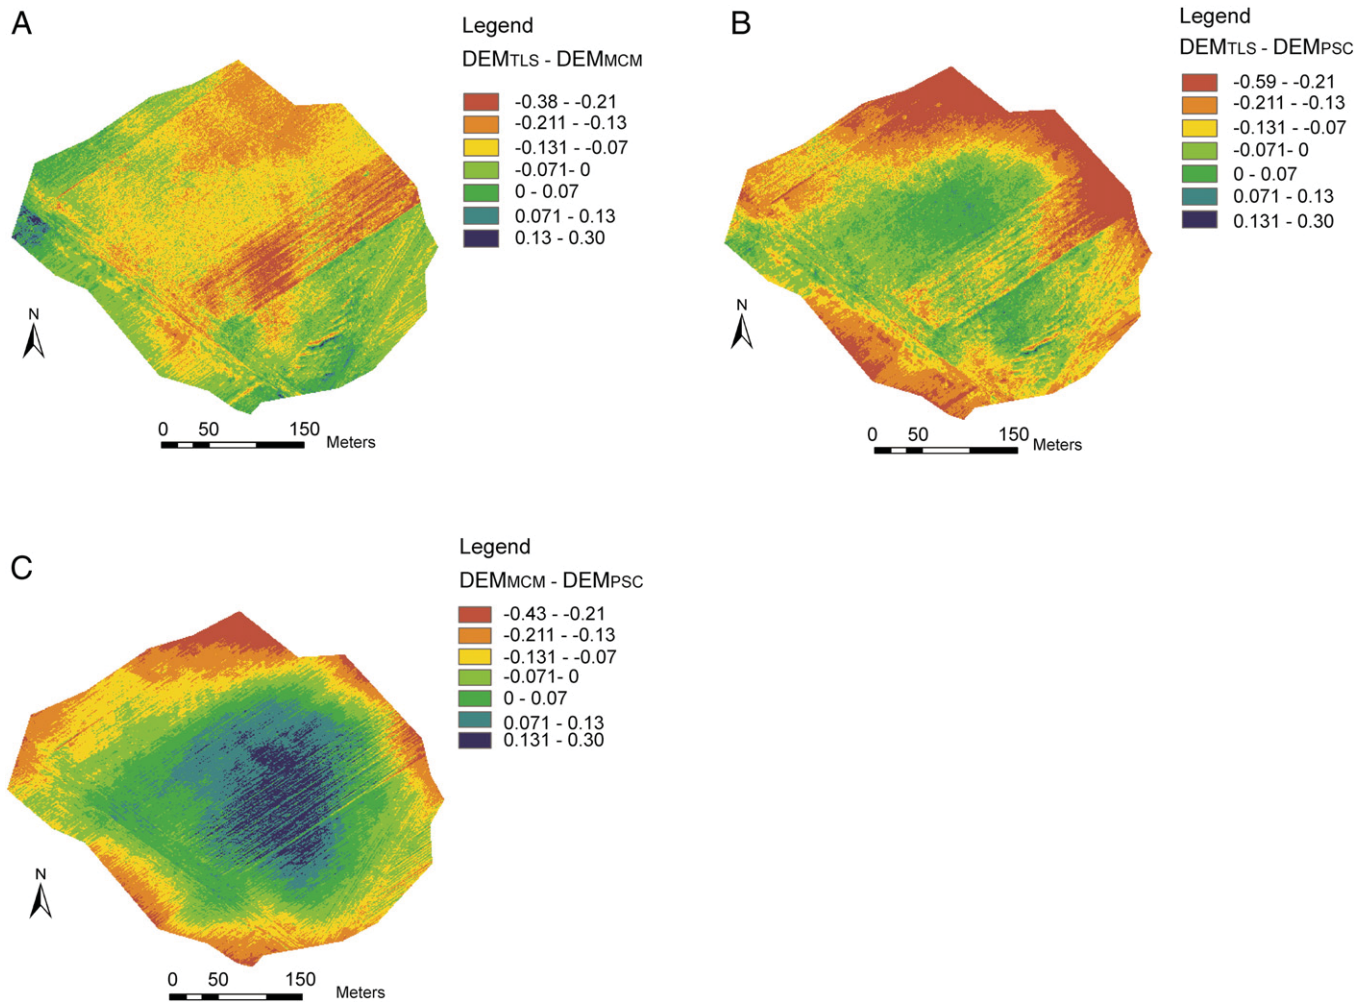 A
Legend
DEMTLS - DEMMCM
-0.38 - -0.21
-0.211 - -0.13
-0.131 - -0.07
-0.071- 0
0 - 0.07
0.071 - 0.13
0.13 - 0.30
N
0 50 150
Meters
B
Legend
DEMTLS - DEMPSC
-0.59 - -0.21
-0.211 - -0.13
-0.131 - -0.07
-0.071- 0
0 - 0.07
0.071 - 0.13
0.131 - 0.30
N
0 50 150
Meters
C
Legend
DEMMCM - DEMPSC
-0.43 - -0.21
-0.211 - -0.13
-0.131 - -0.07
-0.071- 0
0 - 0.07
0.071 - 0.13
0.131 - 0.30
N
0 50 150
Meters